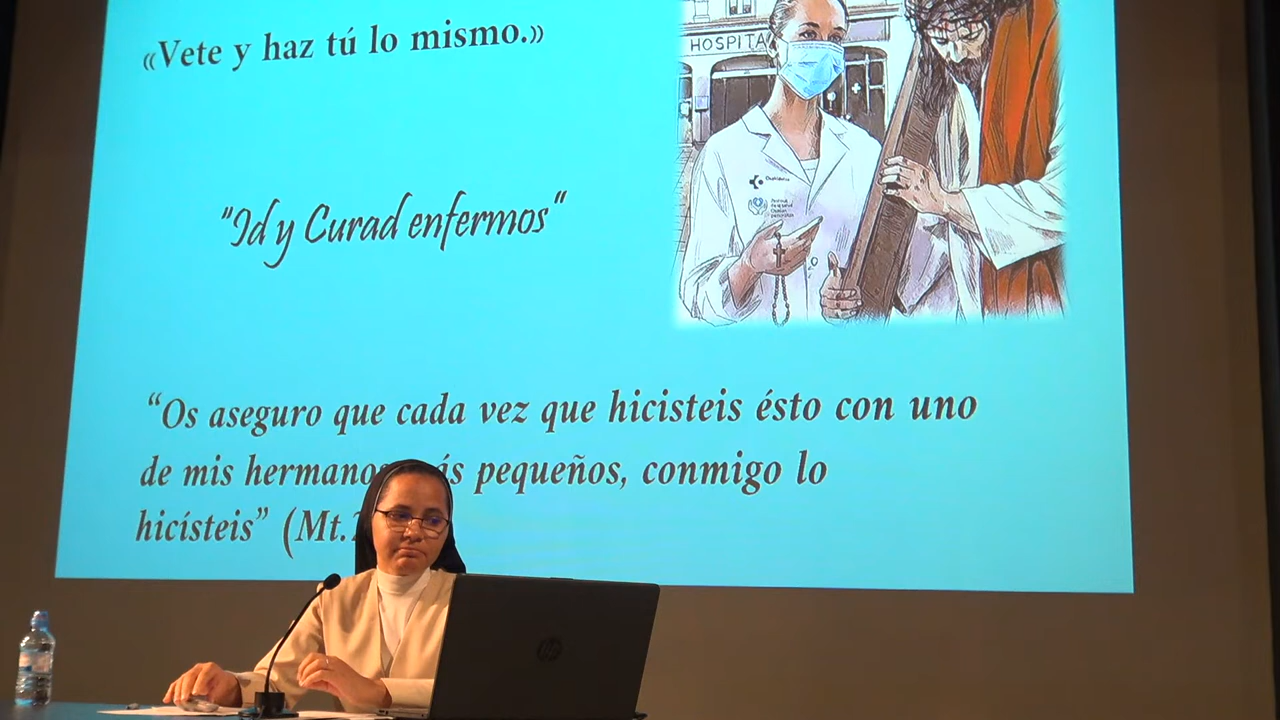 «Vete y haz tú lo mismo.»
HOSPITA
"Id y Curad enfermos"
“Os aseguro que cada vez que hicisteis ésto con uno
de mis hermanos más pequeños, conmigo lo
hicísteis” (Mt.
hp